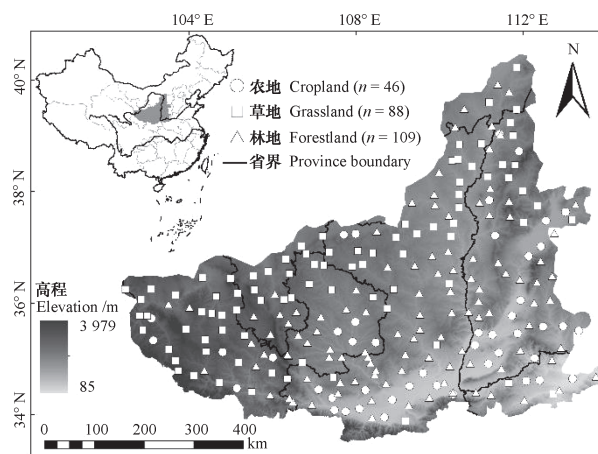 104° E 108° E 112° E
40° N
38° N
36° N
34° N
N
农地 Cropland (n = 46)
草地 Grassland (n = 88)
林地 Forestland (n = 109)
省界 Province boundary
高程
Elevation /m
3 979
85
0 100 200 300 400
km